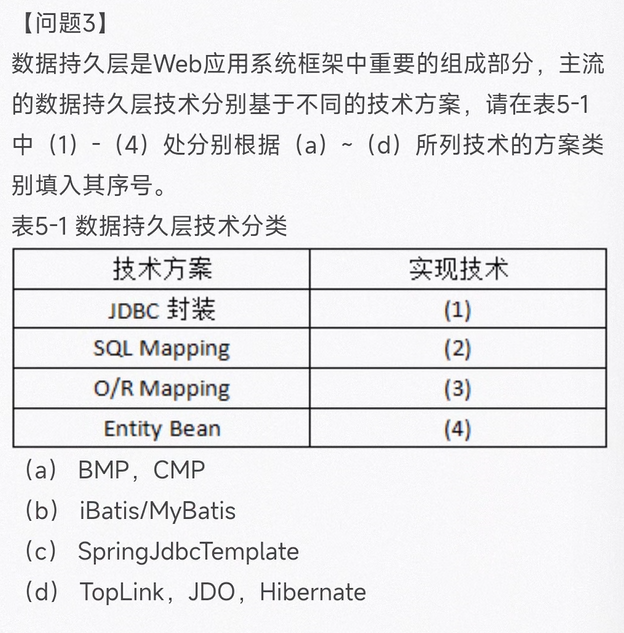 【问题3】
数据持久层是Web应用系统框架中重要的组成部分，主流
的数据持久层技术分别基于不同的技术方案，请在表5-1
中（1）-（4）处分别根据（a）~（d）所列技术的方案类
别填入其序号。
表5-1 数据持久层技术分类
技术方案 实现技术
JDBC 封装 (1)
SQL Mapping (2)
O/R Mapping (3)
Entity Bean (4)
（a） BMP，CMP
（b） iBatis/MyBatis
（c） SpringJdbcTemplate
（d） TopLink，JDO，Hibernate